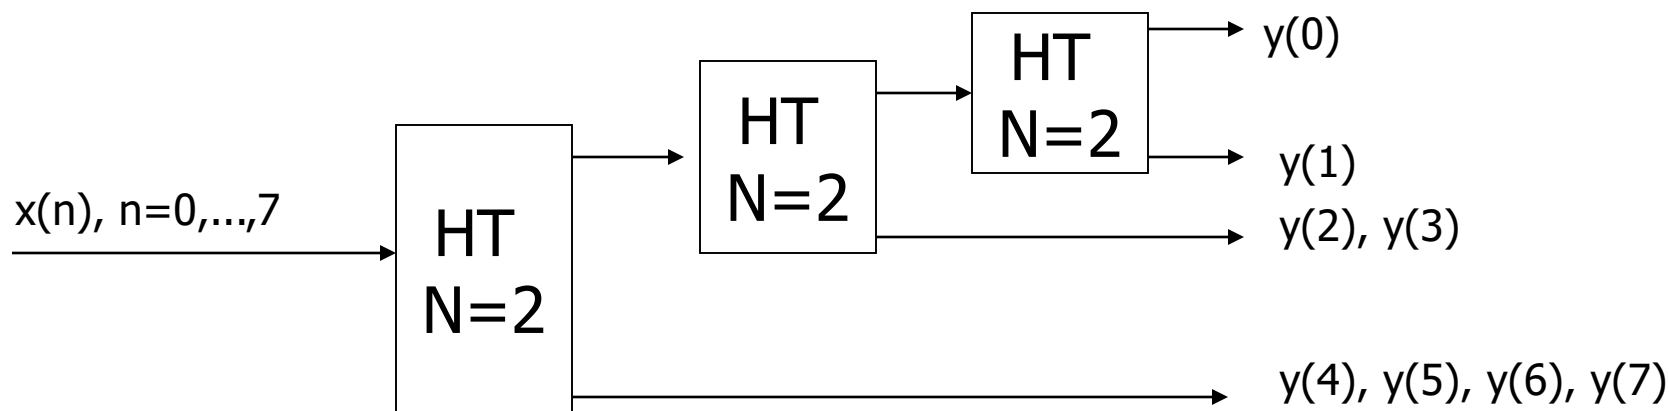 HT
N=2
y(0)
HT
N=2
y(1)
x(n), n=0,...,7
HT
N=2
y(2), y(3)
y(4), y(5), y(6), y(7)